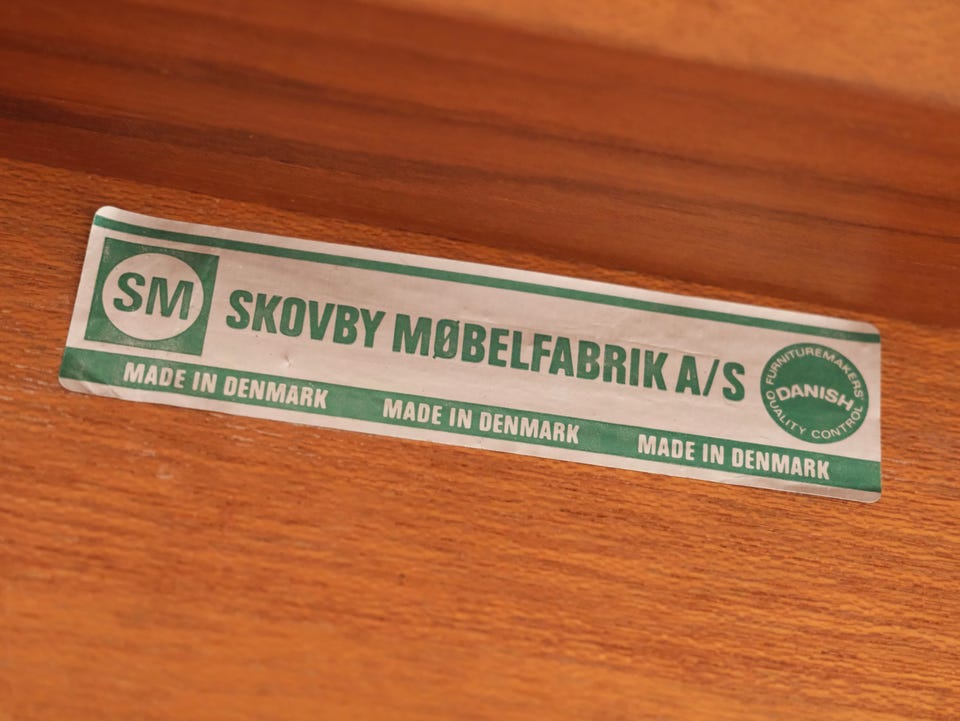 SM
SKOVBY MØBELFABRIK A/S
FURNITUREMAKERS'
DANISH
QUALITY CONTROL
MADE IN DENMARK MADE IN DENMARK MADE IN DENMARK